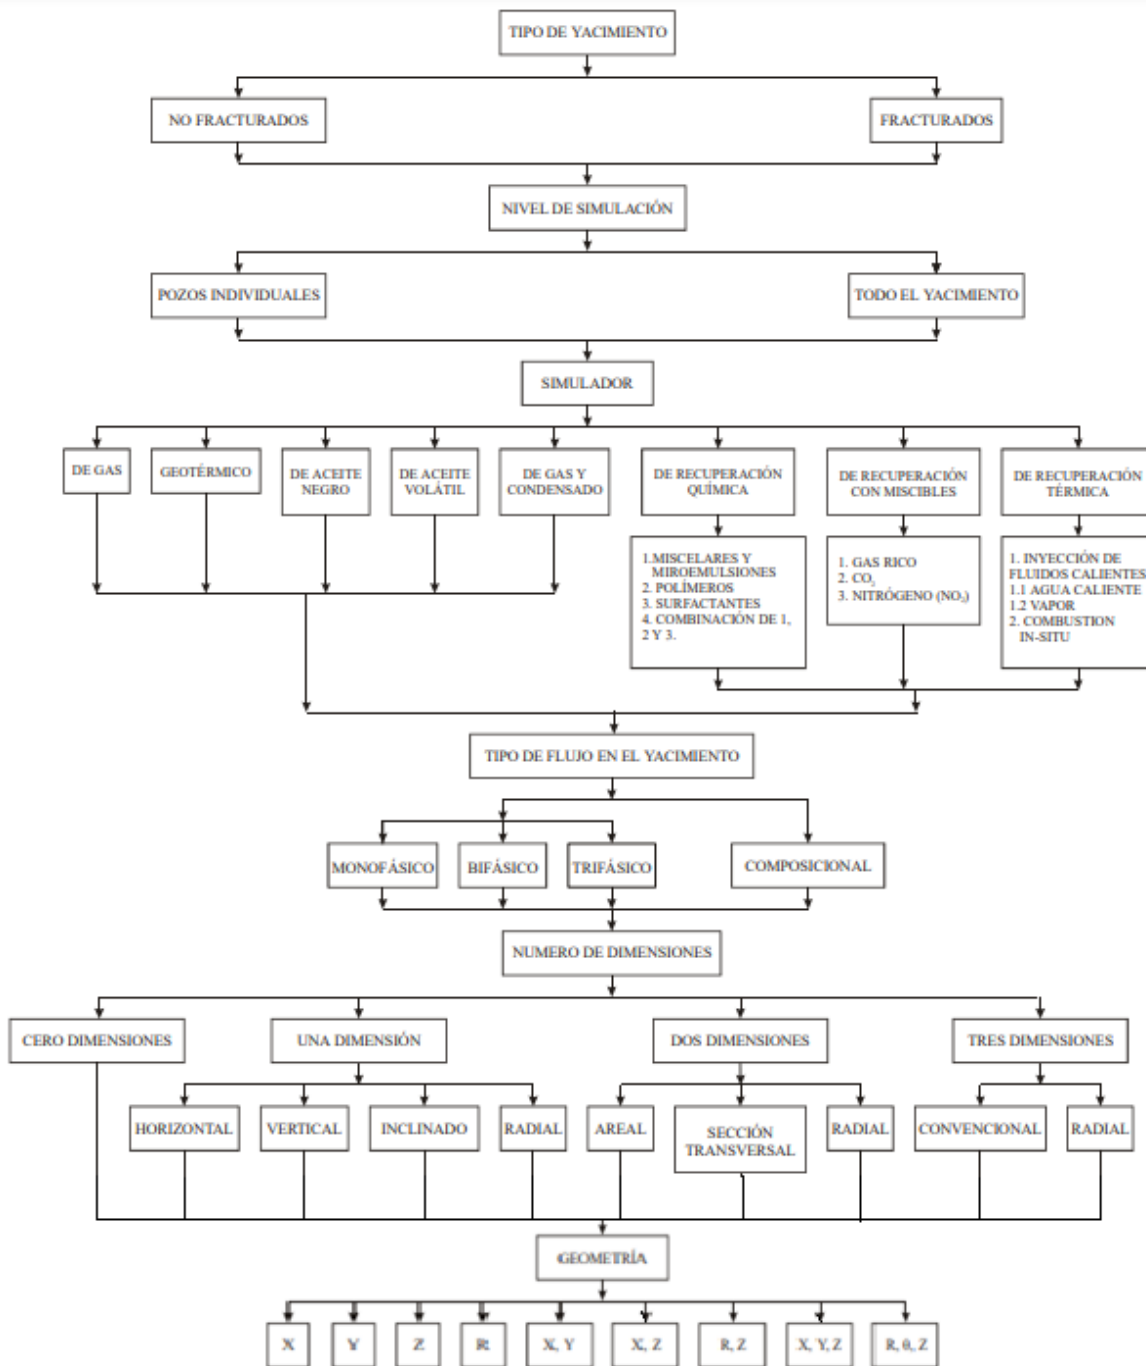 TIPO DE YACIMIENTO
NO FRACTURADOS
FRACTURADOS
NIVEL DE SIMULACIÓN
POZOS INDIVIDUALES
TODO EL YACIMIENTO
SIMULADOR
DE GAS
GEOTÉRMICO
DE ACEITE
NEGRO
DE ACEITE
VOLÁTIL
DE GAS Y
CONDENSADO
DE RECUPERACIÓN
QUÍMICA
DE RECUPERACIÓN
CON MISCIBLES
DE RECUPERACIÓN
TÉRMICA
1.MISCELARES Y
MIROEMULSIONES
2. POLÍMEROS
3. SURFACTANTES
4. COMBINACIÓN DE 1,
2 Y 3.
1. GAS RICO
2. CO₂
3. NITRÓGENO (NO₂)
1. INYECCIÓN DE
FLUIDOS CALIENTES
1.1 AGUA CALIENTE
1.2 VAPOR
2. COMBUSTION
IN-SITU
TIPO DE FLUJO EN EL YACIMIENTO
MONOFÁSICO
BIFÁSICO
TRIFÁSICO
COMPOSICIONAL
NUMERO DE DIMENSIONES
CERO DIMENSIONES
UNA DIMENSIÓN
DOS DIMENSIONES
TRES DIMENSIONES
HORIZONTAL
VERTICAL
INCLINADO
RADIAL
AREAL
SECCIÓN
TRANSVERSAL
RADIAL
CONVENCIONAL
RADIAL
GEOMETRÍA
X
Y
Z
R
X, Y
X, Z
R, Z
X, Y, Z
R, θ, Z